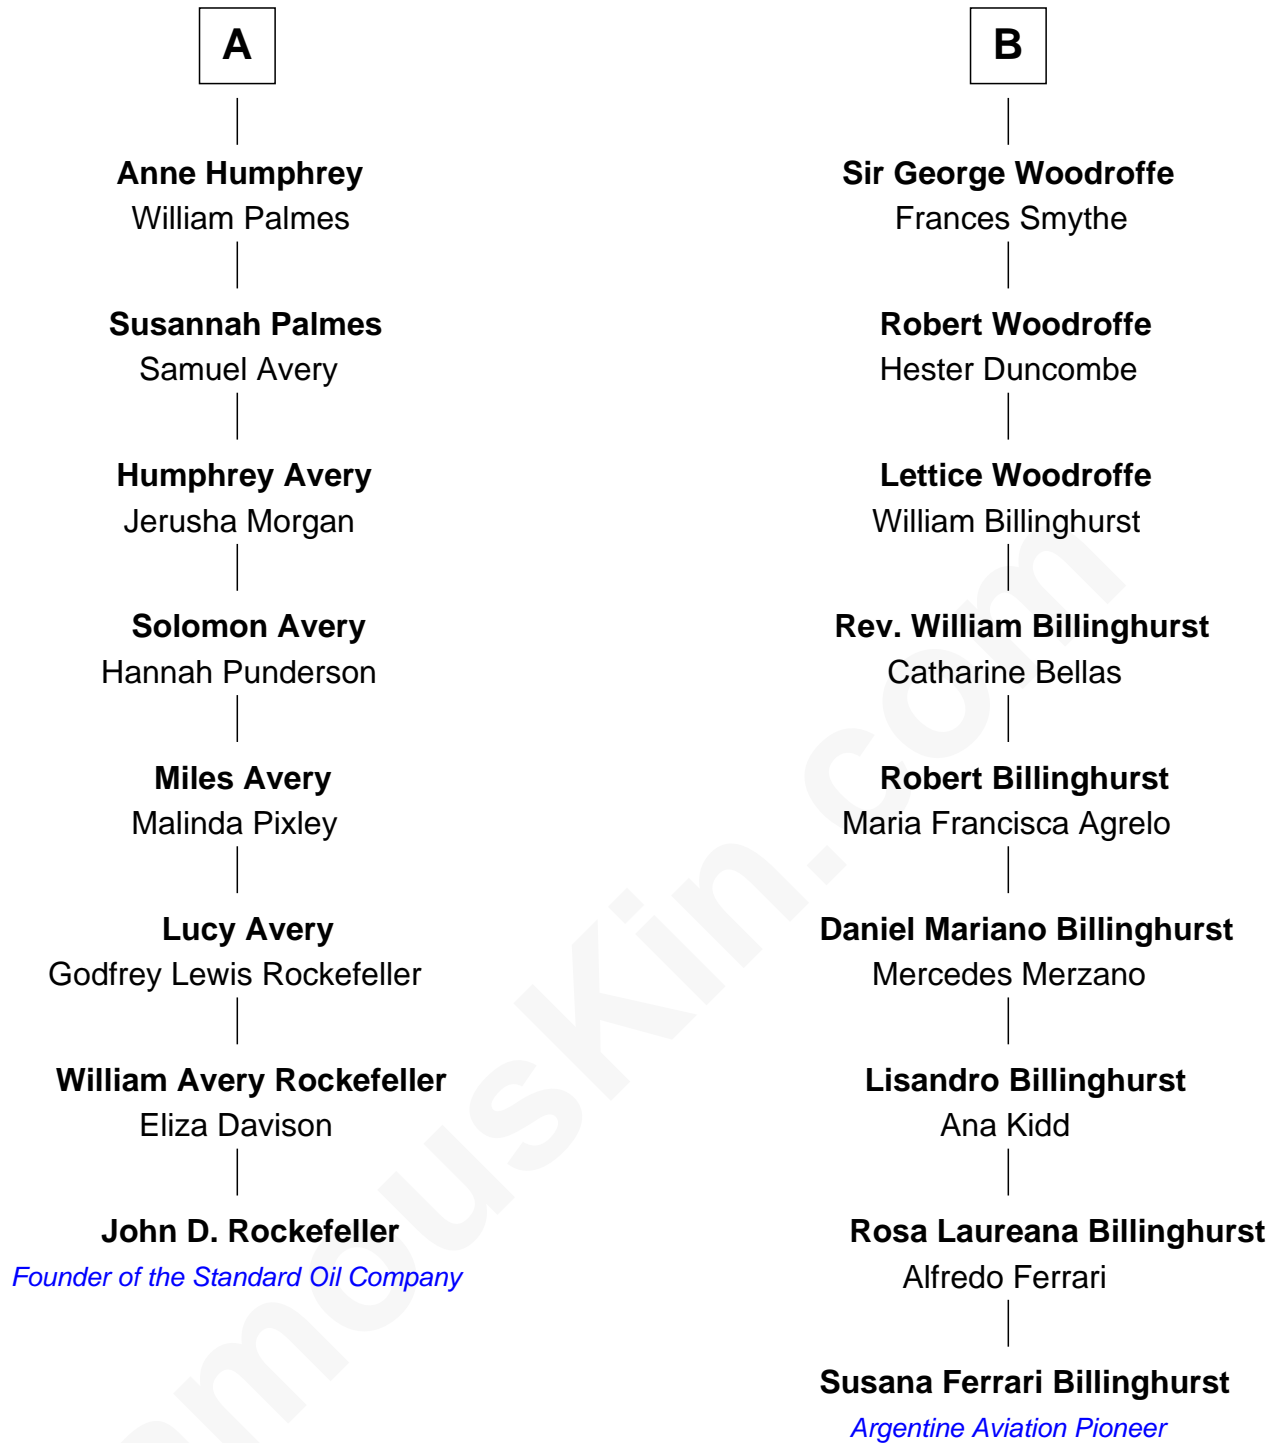 A
Anne Humphrey
William Palmes
Susannah Palmes
Samuel Avery
Humphrey Avery
Jerusha Morgan
Solomon Avery
Hannah Punderson
Miles Avery
Malinda Pixley
Lucy Avery
Godfrey Lewis Rockefeller
William Avery Rockefeller
Eliza Davison
John D. Rockefeller
Founder of the Standard Oil Company
B
Sir George Woodroffe
Frances Smythe
Robert Woodroffe
Hester Duncombe
Lettice Woodroffe
William Billinghurst
Rev. William Billinghurst
Catharine Bellas
Robert Billinghurst
Maria Francisca Agrelo
Daniel Mariano Billinghurst
Mercedes Merzano
Lisandro Billinghurst
Ana Kidd
Rosa Laureana Billinghurst
Alfredo Ferrari
Susana Ferrari Billinghurst
Argentine Aviation Pioneer
amousKin.com